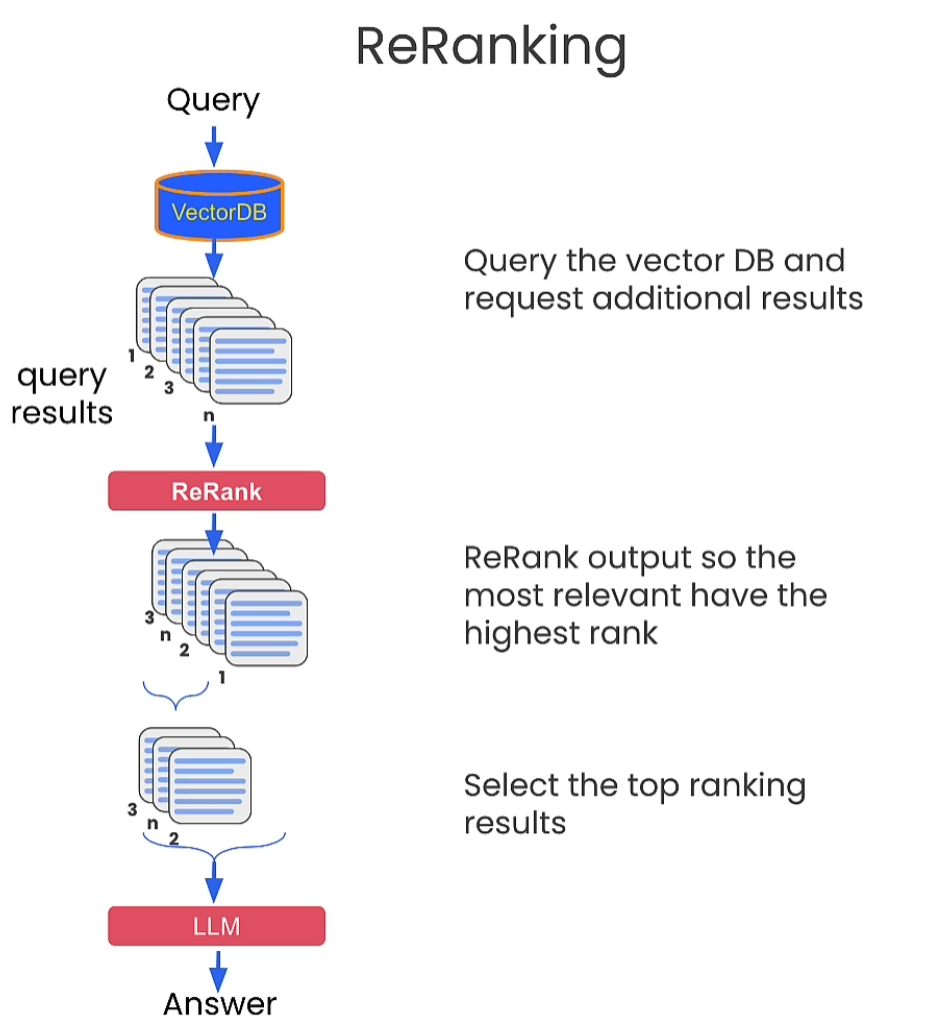 ReRanking
Query
VectorDB
Query the vector DB and
request additional results
1
2
3
n
query
results
ReRank
ReRank output so the
most relevant have the
highest rank
3
n
2
1
Select the top ranking
results
3
n
2
LLM
Answer